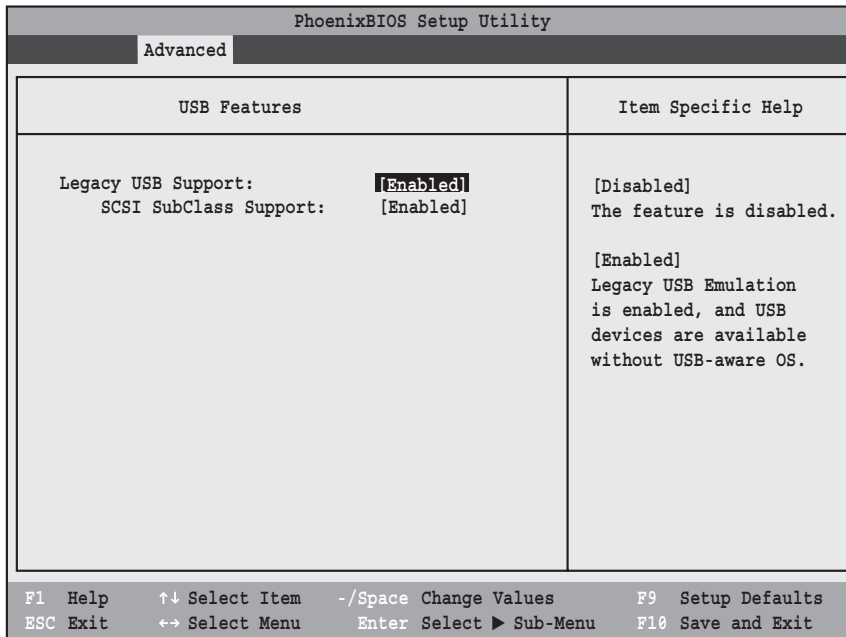 PhoenixBIOS Setup Utility
Advanced
USB Features
Item Specific Help
Legacy USB Support: [Enabled]
SCSI SubClass Support: [Enabled]
[Disabled]
The feature is disabled.
[Enabled]
Legacy USB Emulation
is enabled, and USB
devices are available
without USB-aware OS.
F1 Help ↑↓ Select Item -/Space Change Values F9 Setup Defaults
ESC Exit ←→ Select Menu Enter Select ▶ Sub-Menu F10 Save and Exit